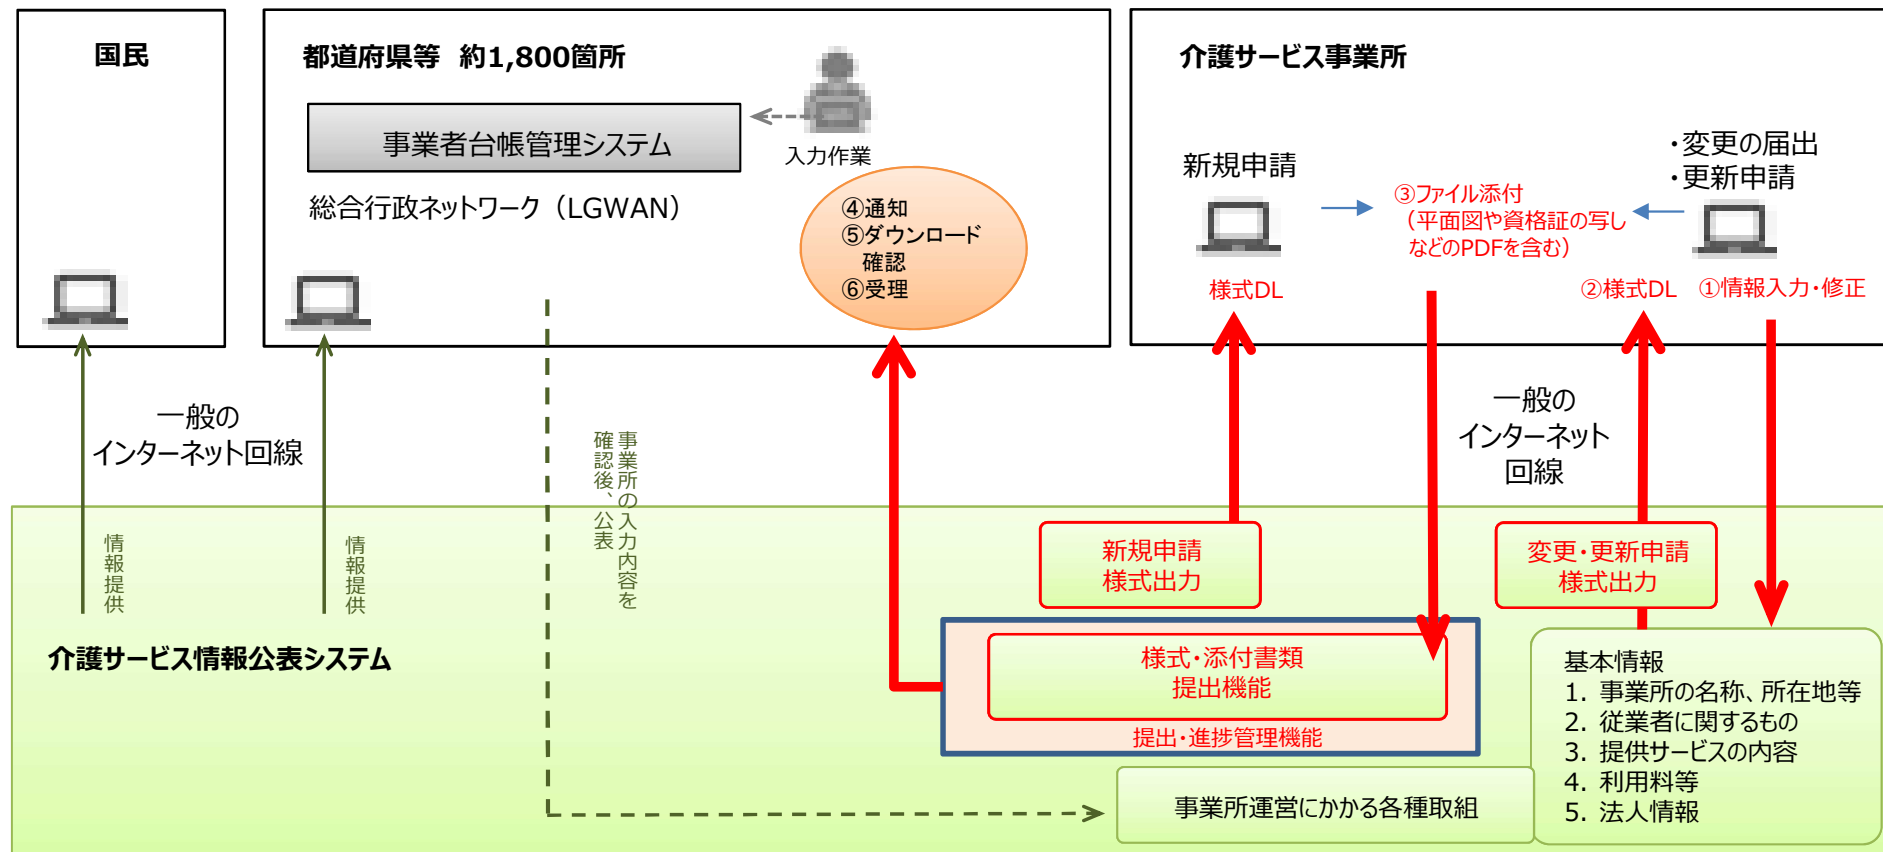 国民
都道府県等 約1,800箇所
事業者台帳管理システム
入力作業
総合行政ネットワーク（LGWAN）
④通知
⑤ダウンロード
確認
⑥受理
介護サービス事業所
新規申請
・変更の届出
・更新申請
③ファイル添付
（平面図や資格証の写し
などのPDFを含む）
様式DL
②様式DL
①情報入力・修正
一般の
インターネット回線
事業所の入力内容を
確認後、公表
一般の
インターネット
回線
情報提供
情報提供
新規申請
様式出力
変更・更新申請
様式出力
介護サービス情報公表システム
様式・添付書類
提出機能
提出・進捗管理機能
基本情報
1. 事業所の名称、所在地等
2. 従業者に関するもの
3. 提供サービスの内容
4. 利用料等
5. 法人情報
事業所運営にかかる各種取組